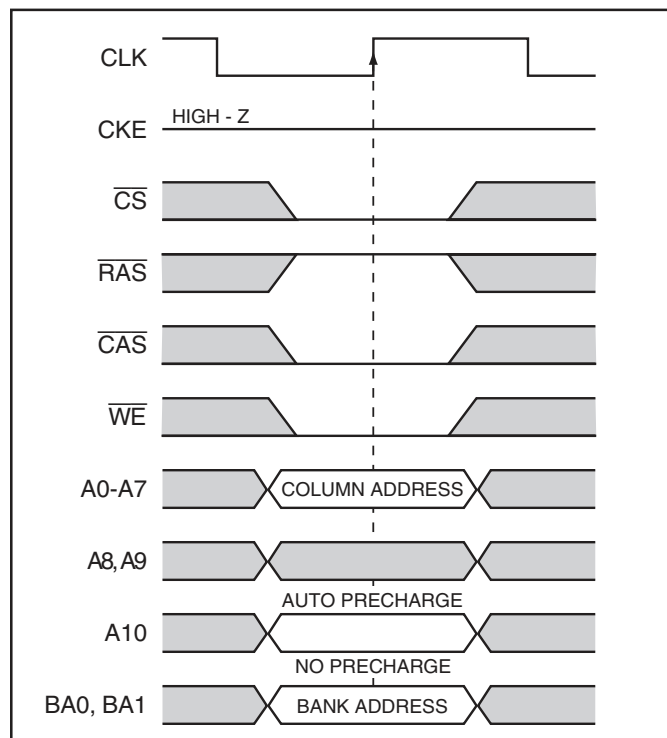 CLK
CKE HIGH - Z
CS
RAS
CAS
WE
A0-A7 COLUMN ADDRESS
A8, A9
AUTO PRECHARGE
A10
NO PRECHARGE
BA0, BA1 BANK ADDRESS